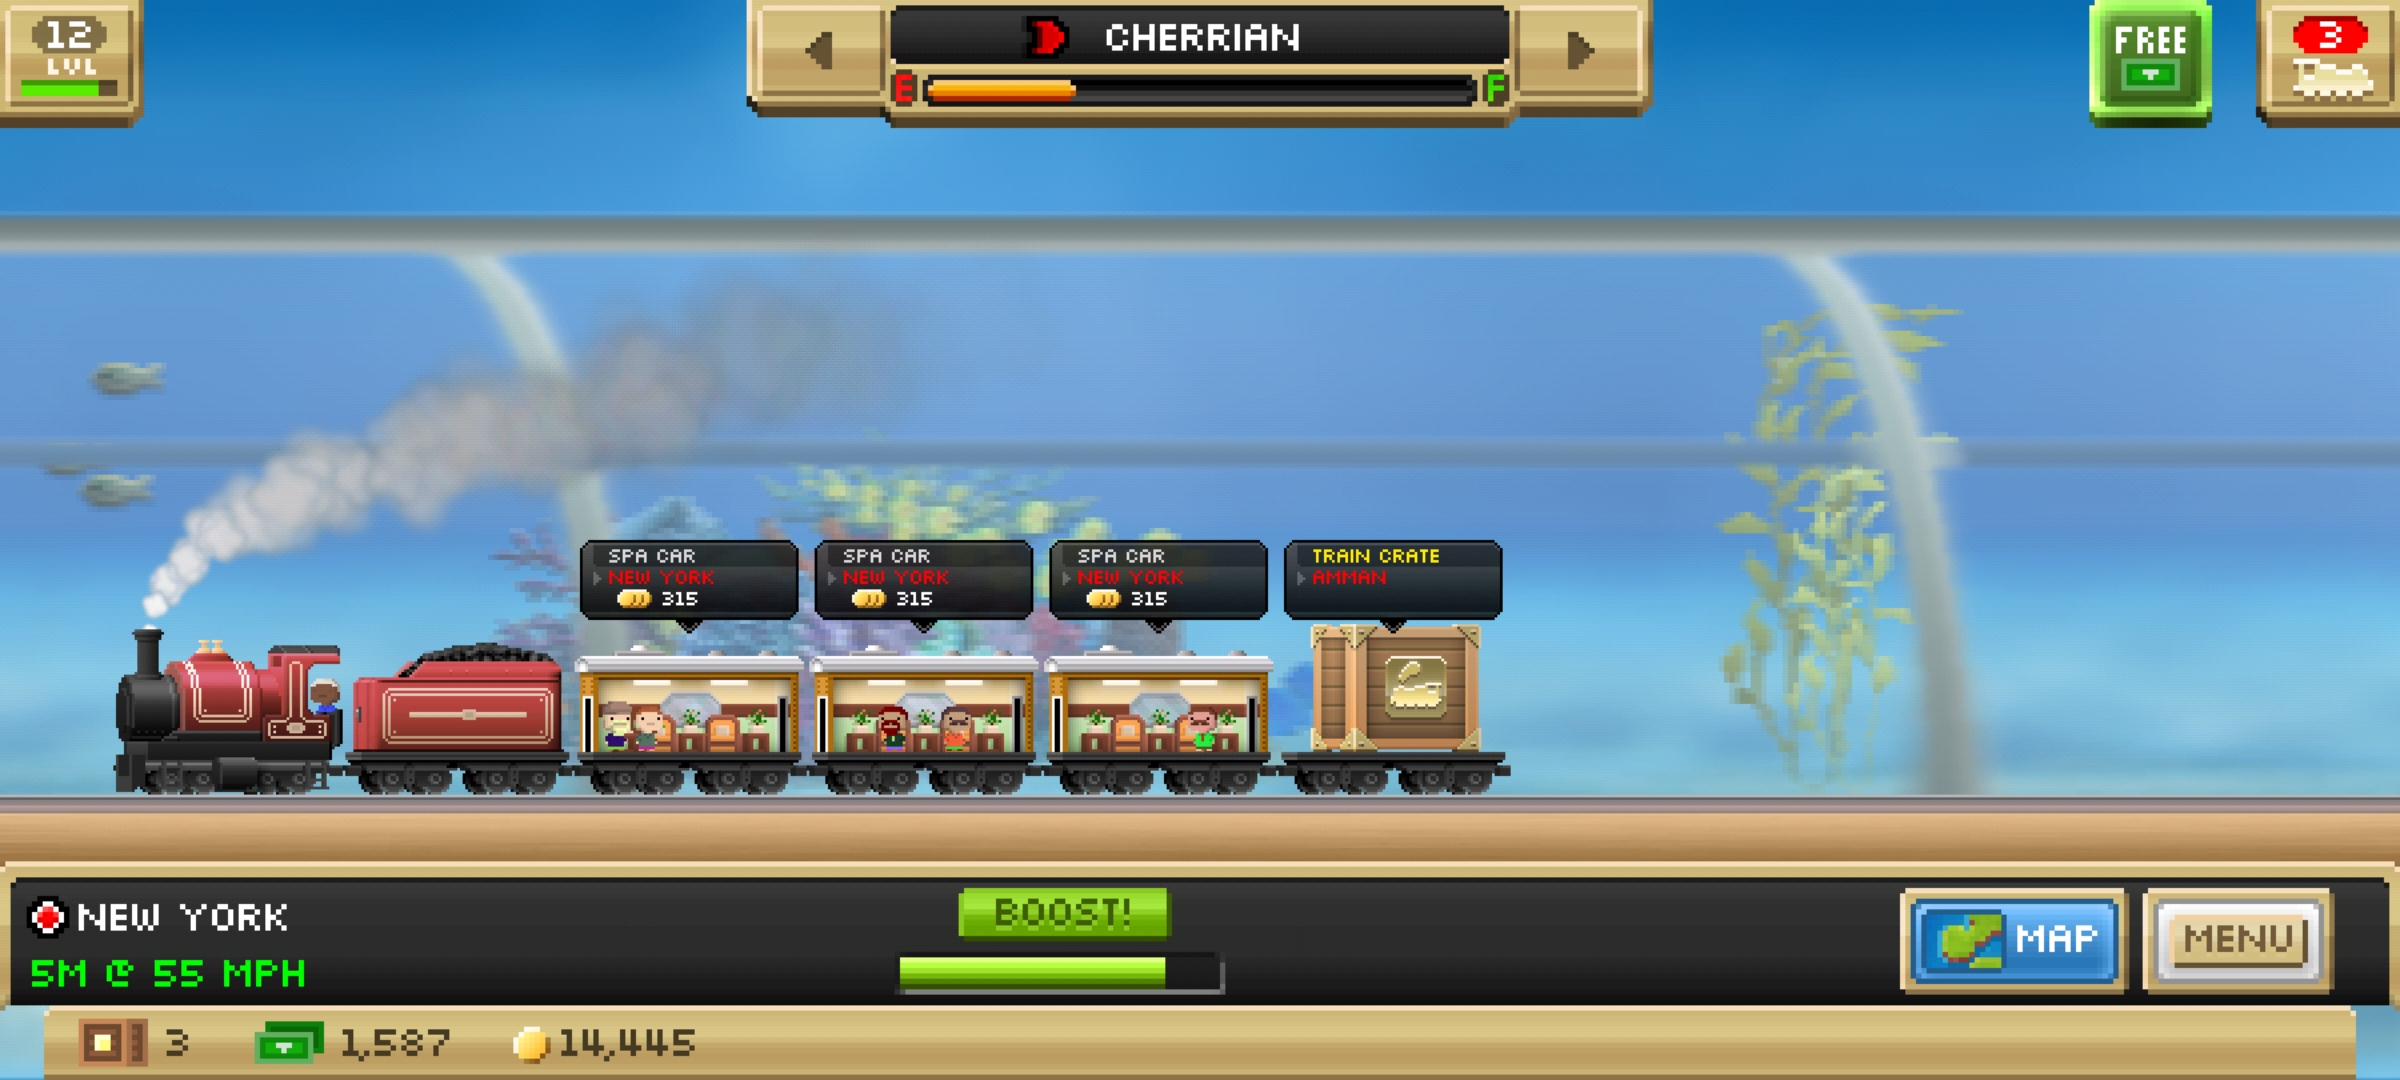 12
LVL
CHERRIAN
E F
FREE
3
SPA CAR
NEW YORK
315
SPA CAR
NEW YORK
315
SPA CAR
NEW YORK
315
TRAIN CRATE
AMMAN
NEW YORK
5M @ 55 MPH
BOOST!
MAP
MENU
3 1,587 14,445